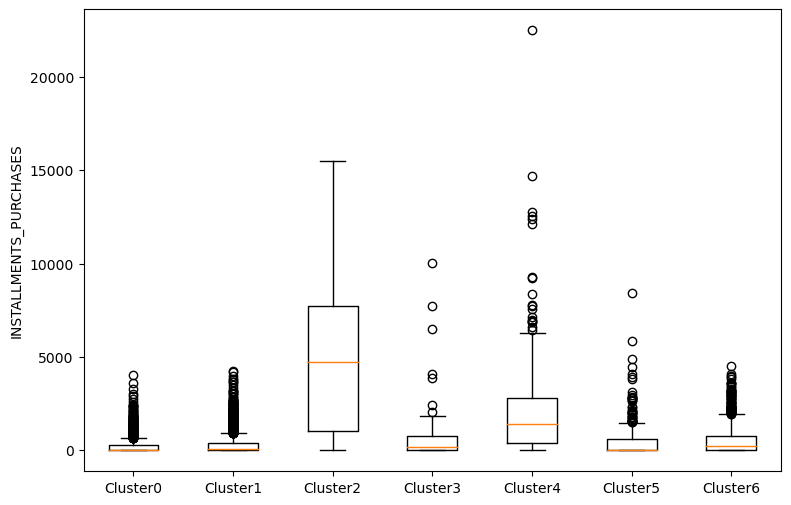 INSTALLMENTS_PURCHASES
20000
15000
10000
5000
0
Cluster0 Cluster1 Cluster2 Cluster3 Cluster4 Cluster5 Cluster6